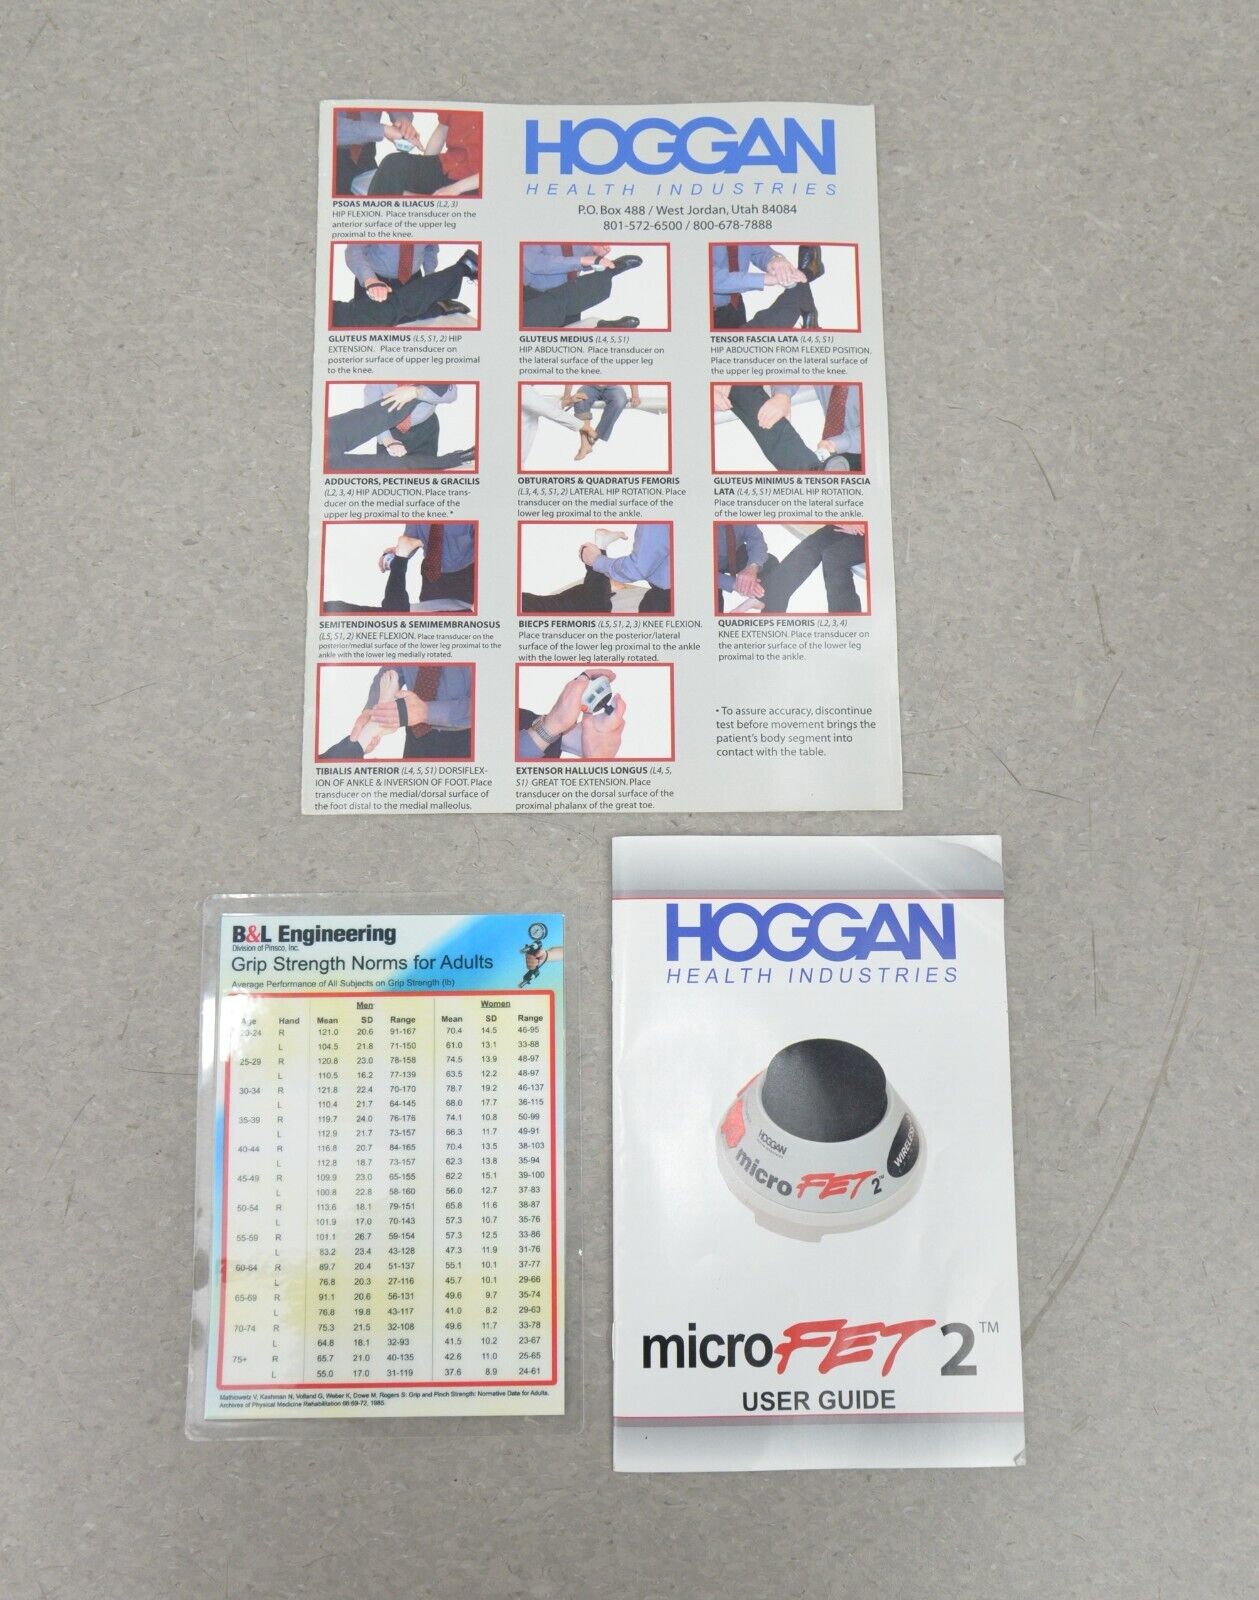 HOGGAN
HEALTH INDUSTRIES
P.O. Box 488 / West Jordan, Utah 84084
801-572-6500 / 800-678-7888
PSOAS MAJOR & ILIACUS (L2, 3)
HIP FLEXION. Place transducer on the
anterior surface of the upper leg
proximal to the knee.
GLUTEUS MAXIMUS (L5, S1, 2) HIP
EXTENSION. Place transducer on
posterior surface of upper leg proximal
to the knee.
GLUTEUS MEDIUS (L4, 5, S1)
HIP ABDUCTION. Place transducer on
the lateral surface of the upper leg
proximal to the knee.
TENSOR FASCIA LATA (L4, 5, S1)
HIP ABDUCTION FROM FLEXED POSITION.
Place transducer on the lateral surface of
the upper leg proximal to the knee.
ADDUCTORS, PECTINEUS & GRACILIS
(L2, 3, 4) HIP ADDUCTION. Place trans-
ducer on the medial surface of the
upper leg proximal to the knee. *
OBTURATORS & QUADRATUS FEMORIS
(L3, 4, 5, S1, 2) LATERAL HIP ROTATION. Place
transducer on the medial surface of the
lower leg proximal to the ankle.
GLUTEUS MINIMUS & TENSOR FASCIA
LATA (L4, 5, S1) MEDIAL HIP ROTATION.
Place transducer on the lateral surface
of the lower leg proximal to the ankle.
SEMITENDINOSUS & SEMIMEMBRANOSUS
(L5, S1, 2) KNEE FLEXION. Place transducer on the
posterior/medial surface of the lower leg proximal to the
ankle with the lower leg medially rotated.
BIECPS FERMORIS (L5, S1, 2, 3) KNEE FLEXION.
Place transducer on the posterior/lateral
surface of the lower leg proximal to the ankle
with the lower leg laterally rotated.
QUADRICEPS FEMORIS (L2, 3, 4)
KNEE EXTENSION. Place transducer on
the anterior surface of the lower leg
proximal to the ankle.
TIBIALIS ANTERIOR (L4, 5, S1) DORSIFLEX-
ION OF ANKLE & INVERSION OF FOOT. Place
transducer on the medial/dorsal surface of
the foot distal to the medial malleolus.
EXTENSOR HALLUCIS LONGUS (L4, 5,
S1) GREAT TOE EXTENSION. Place
transducer on the dorsal surface of the
proximal phalanx of the great toe.
• To assure accuracy, discontinue
test before movement brings the
patient's body segment into
contact with the table.
B&L Engineering
Division of Pinsco, Inc.
Grip Strength Norms for Adults
Average Performance of All Subjects on Grip Strength (lb)
Men Women
Age Hand Mean SD Range Mean SD Range
20-24 R 121.0 20.6 91-167 70.4 14.5 46-95
L 104.5 21.8 71-150 61.0 13.1 33-88
25-29 R 120.8 23.0 78-158 74.5 13.9 48-97
L 110.5 16.2 77-139 63.5 12.2 48-97
30-34 R 121.8 22.4 70-170 78.7 19.2 46-137
L 110.4 21.7 64-145 68.0 17.7 36-115
35-39 R 119.7 24.0 76-176 74.1 10.8 50-99
L 112.9 21.7 73-157 66.3 11.7 49-91
40-44 R 116.8 20.7 84-165 70.4 13.5 38-103
L 112.8 18.7 73-157 62.3 13.8 35-94
45-49 R 109.9 23.0 65-155 62.2 15.1 39-100
L 100.8 22.8 58-160 56.0 12.7 37-83
50-54 R 113.6 18.1 79-151 65.8 11.6 38-87
L 101.9 17.0 70-143 57.3 10.7 35-76
55-59 R 101.1 26.7 59-154 57.3 12.5 33-86
L 83.2 23.4 43-128 47.3 11.9 31-76
60-64 R 89.7 20.4 51-137 55.1 10.1 37-77
L 76.8 20.3 27-116 45.7 10.1 29-66
65-69 R 91.1 20.6 56-131 49.6 9.7 35-74
L 76.8 19.8 43-117 41.0 8.2 29-63
70-74 R 75.3 21.5 32-108 49.6 11.7 33-78
L 64.8 18.1 32-93 41.5 10.2 23-67
75+ R 65.7 21.0 40-135 42.6 11.0 25-65
L 55.0 17.0 31-119 37.6 8.9 24-61
Mathiowetz V, Kashman N, Volland G, Weber K, Dowe M, Rogers S: Grip and Pinch Strength: Normative Data for Adults.
Archives of Physical Medicine Rehabilitation 66:69-72, 1985.
HOGGAN
HEALTH INDUSTRIES
HOGGAN
micro FET 2™
WIRELESS
microFET 2™
USER GUIDE